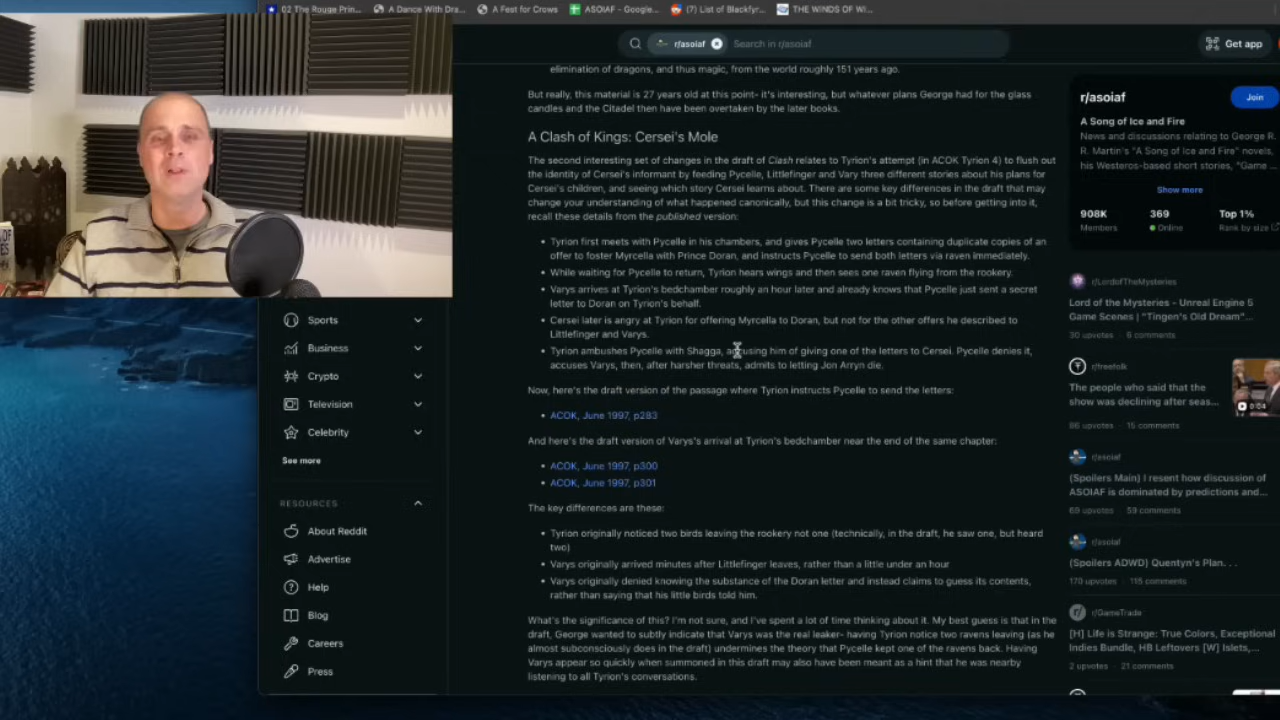 02 The Rouge Prin...
A Dance With Dra...
A Fest for Crows
ASOIAF - Google...
(7) List of Blackfyr...
THE WINDS OF WI...
r/asoiaf
Search in r/asoiaf
Get app
elimination of dragons, and thus magic, from the world roughly 151 years ago.
But really, this material is 27 years old at this point- it's interesting, but whatever plans George had for the glass
candles and the Citadel then have been overtaken by the later books.
A Clash of Kings: Cersei's Mole
The second interesting set of changes in the draft of Clash relates to Tyrion's attempt (in ACOK Tyrion 4) to flush out
the identity of Cersei's informant by feeding Pycelle, Littlefinger and Vary three different stories about his plans for
Cersei's children, and seeing which story Cersei learns about. There are some key differences in the draft that may
change your understanding of what happened canonically, but this change is a bit tricky, so before getting into it,
recall these details from the published version:
• Tyrion first meets with Pycelle in his chambers, and gives Pycelle two letters containing duplicate copies of an
offer to foster Myrcella with Prince Doran, and instructs Pycelle to send both letters via raven immediately.
• While waiting for Pycelle to return, Tyrion hears wings and then sees one raven flying from the rookery.
• Varys arrives at Tyrion's bedchamber roughly an hour later and already knows that Pycelle just sent a secret
letter to Doran on Tyrion's behalf.
• Cersei later is angry at Tyrion for offering Myrcella to Doran, but not for the other offers he described to
Littlefinger and Varys.
• Tyrion ambushes Pycelle with Shagga, accusing him of giving one of the letters to Cersei. Pycelle denies it,
accuses Varys, then, after harsher threats, admits to letting Jon Arryn die.
Now, here's the draft version of the passage where Tyrion instructs Pycelle to send the letters:
• ACOK, June 1997, p283
And here's the draft version of Varys's arrival at Tyrion's bedchamber near the end of the same chapter:
• ACOK, June 1997, p300
• ACOK, June 1997, p301
The key differences are these:
• Tyrion originally noticed two birds leaving the rookery not one (technically, in the draft, he saw one, but heard
two)
• Varys originally arrived minutes after Littlefinger leaves, rather than a little under an hour
• Varys originally denied knowing the substance of the Doran letter and instead claims to guess its contents,
rather than saying that his little birds told him.
What's the significance of this? I'm not sure, and I've spent a lot of time thinking about it. My best guess is that in the
draft, George wanted to subtly indicate that Varys was the real leaker- having Tyrion notice two ravens leaving (as he
almost subconsciously does in the draft) undermines the theory that Pycelle kept one of the ravens back. Having
Varys appear so quickly when summoned in this draft may also have been meant as a hint that he was nearby
listening to all Tyrion's conversations.
Sports
Business
Crypto
Television
Celebrity
See more
RESOURCES
About Reddit
Advertise
Help
Blog
Careers
Press
r/asoiaf
Join
A Song of Ice and Fire
News and discussions relating to George R.
R. Martin's "A Song of Ice and Fire" novels,
his Westeros-based short stories, "Game
Show more
908K
369
Top 1%
Members
Online
Rank by size
r/LordofTheMysteries
Lord of the Mysteries - Unreal Engine 5
Game Scenes | "Tingen's Old Dream"...
30 upvotes · 6 comments
r/freefolk
The people who said that the
show was declining after seas...
0:04
86 upvotes · 15 comments
r/asoiaf
(Spoilers Main) I resent how discussion of
ASOIAF is dominated by predictions and...
69 upvotes · 59 comments
r/asoiaf
(Spoilers ADWD) Quentyn's Plan. . .
170 upvotes · 115 comments
r/GameTrade
[H] Life is Strange: True Colors, Exceptional
Indies Bundle, HB Leftovers [W] Islets,...
2 upvotes · 21 comments